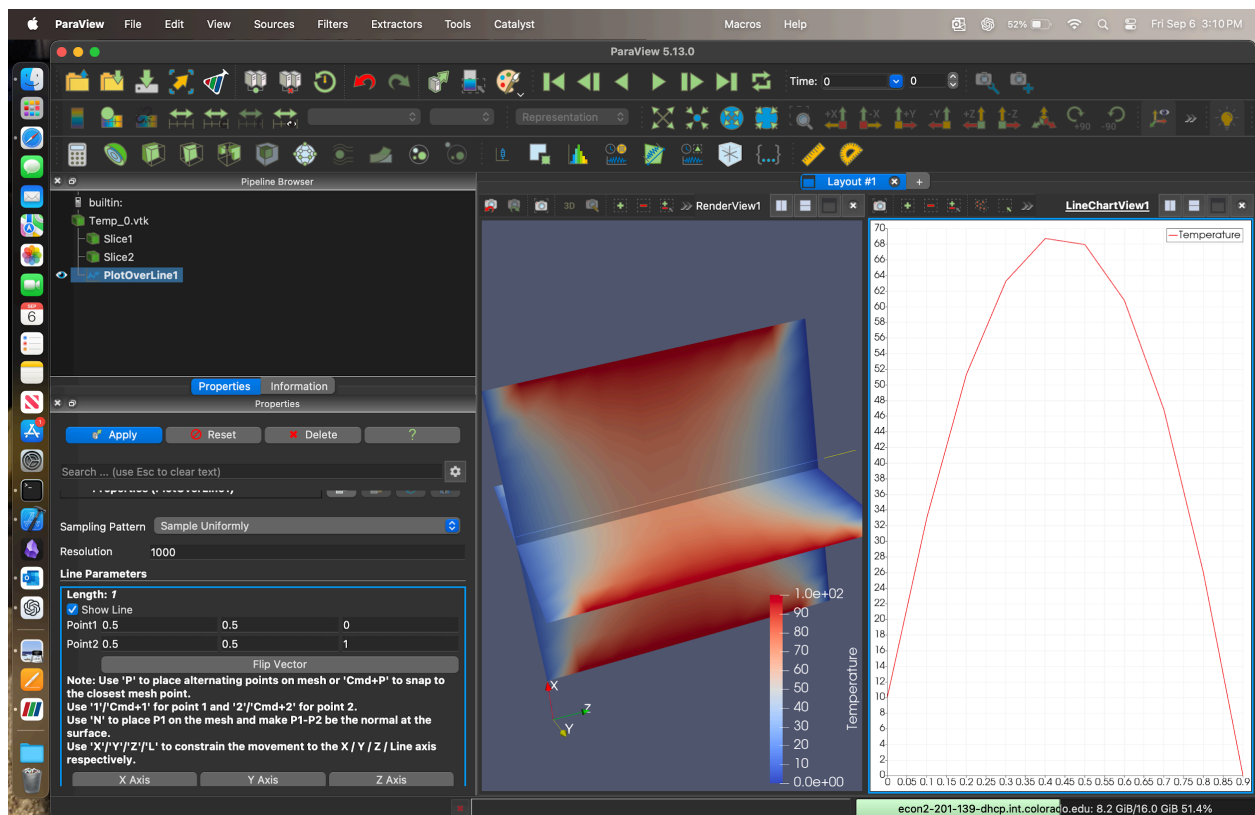 ParaView File Edit View Sources Filters Extractors Tools Catalyst Macros Help 52% Fri Sep 6 3:10 PM
ParaView 5.13.0
Time: 0 0
Representation
+X -X +Y -Y +Z -Z +90 -90
Pipeline Browser
Layout #1
builtin:
Temp_0.vtk
Slice1
Slice2
PlotOverLine1
3D RenderView1
LineChartView1
Properties Information
Properties
Apply Reset Delete ?
Search ... (use Esc to clear text)
Properties (PlotOverLine1)
Sampling Pattern Sample Uniformly
Resolution 1000
Line Parameters
Length: 1
Show Line
Point1 0.5 0.5 0
Point2 0.5 0.5 1
Flip Vector
Note: Use 'P' to place alternating points on mesh or 'Cmd+P' to snap to
the closest mesh point.
Use '1'/'Cmd+1' for point 1 and '2'/'Cmd+2' for point 2.
Use 'N' to place P1 on the mesh and make P1-P2 be the normal at the
surface.
Use 'X'/'Y'/'Z'/'L' to constrain the movement to the X / Y / Z / Line axis
respectively.
X Axis Y Axis Z Axis
SEP
6
1
X
Z
Y
1.0e+02
90
80
70
60
50
40
30
20
10
0.0e+00
Temperature
Temperature
70
68
66
64
62
60
58
56
54
52
50
48
46
44
42
40
38
36
34
32
30
28
26
24
22
20
18
16
14
12
10
8
6
4
2
0
0 0.05 0.1 0.15 0.2 0.25 0.3 0.35 0.4 0.45 0.5 0.55 0.6 0.65 0.7 0.75 0.8 0.85 0.9
econ2-201-139-dhcp.int.colorado.edu: 8.2 GiB/16.0 GiB 51.4%